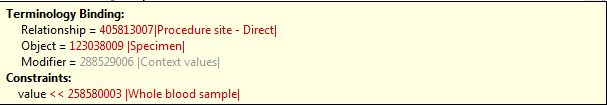 Terminology Binding:
Relationship = 405813007|Procedure site - Direct|
Object = 123038009 |Specimen|
Modifier = 288529006 |Context values|
Constraints:
value << 258580003 |Whole blood sample|